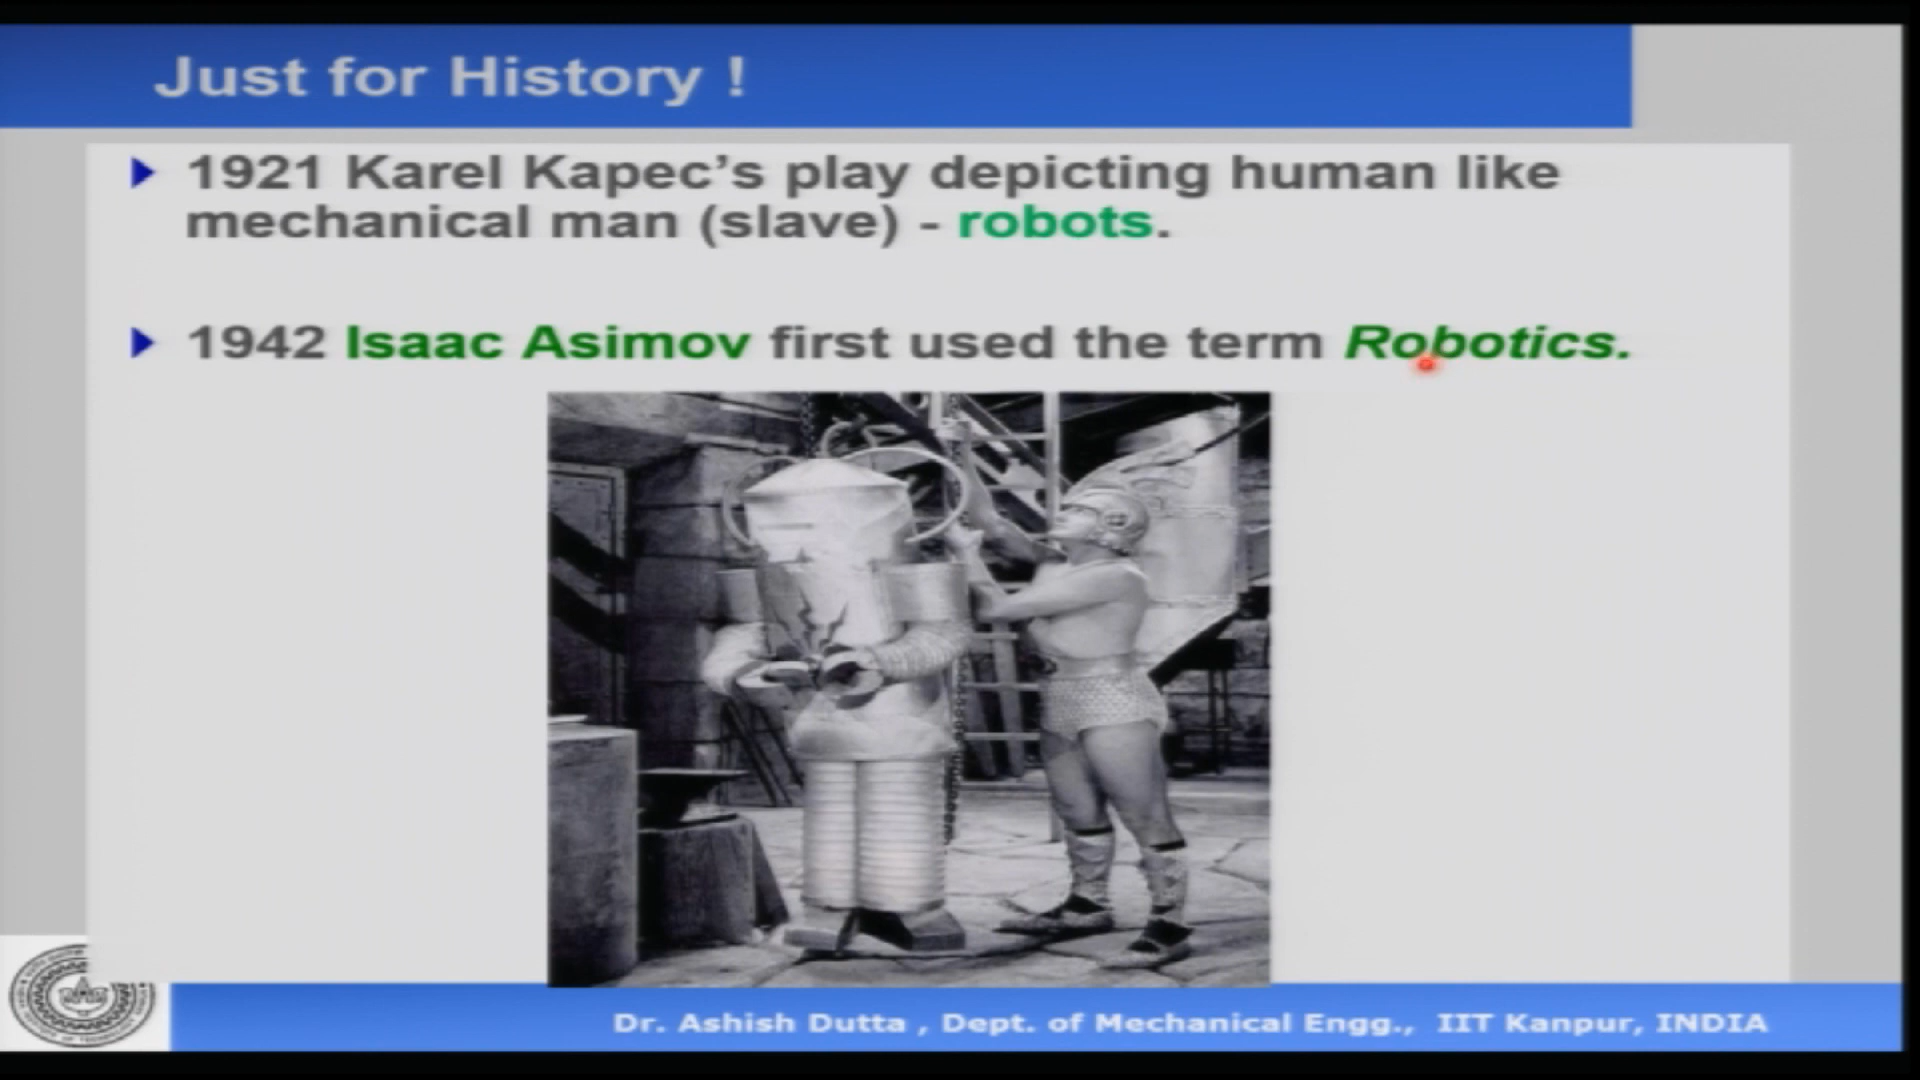 Just for History !
1921 Karel Kapec’s play depicting human like
mechanical man (slave) - robots.
1942 Isaac Asimov first used the term Robotics.
Dr. Ashish Dutta , Dept. of Mechanical Engg., IIT Kanpur, INDIA